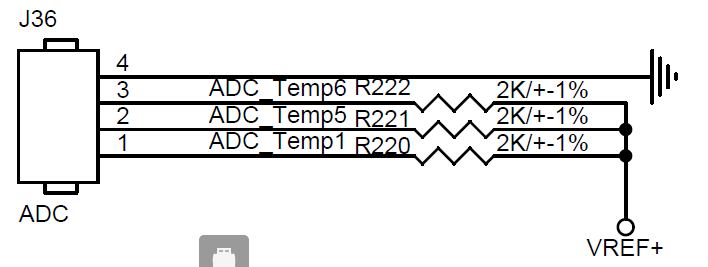 J36
4
3 ADC_Temp6 R222 2K/+-1%
2 ADC_Temp5 R221 2K/+-1%
1 ADC_Temp1 R220 2K/+-1%
ADC
VREF+